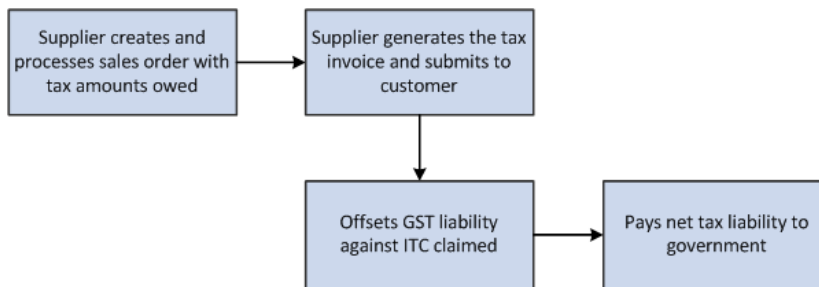 Supplier creates and
processes sales order with
tax amounts owed
Supplier generates the tax
invoice and submits to
customer
Offsets GST liability
against ITC claimed
Pays net tax liability to
government